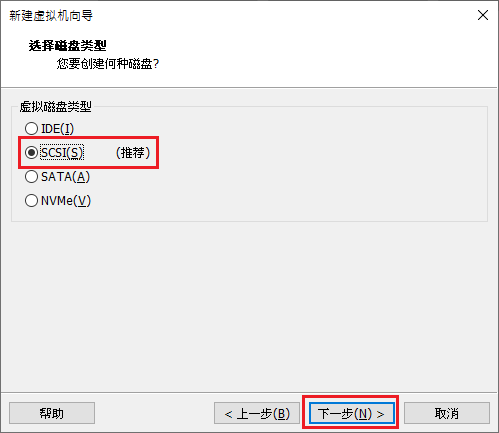 新建虚拟机向导
选择磁盘类型
您要创建何种磁盘?
虚拟磁盘类型
IDE(I)
SCSI(S) (推荐)
SATA(A)
NVMe(V)
帮助 < 上一步(B) 下一步(N) > 取消